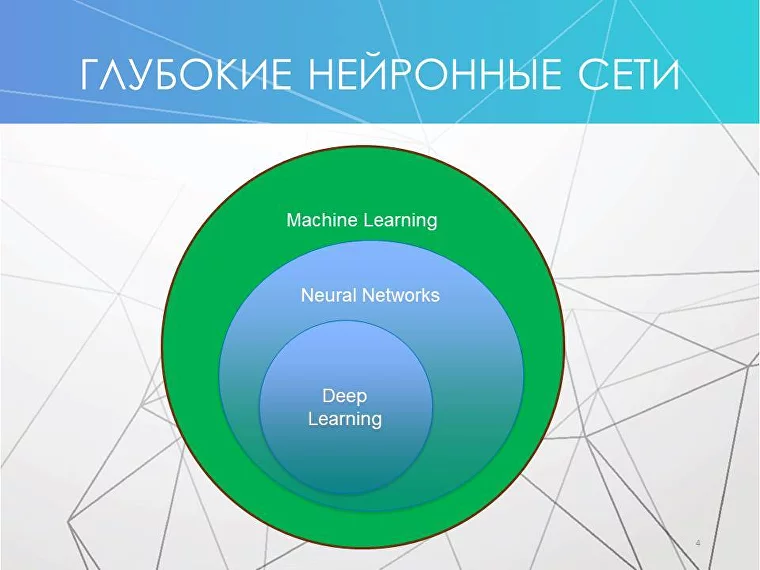 ГЛУБОКИЕ НЕЙРОННЫЕ СЕТИ
Machine Learning
Neural Networks
Deep
Learning
4